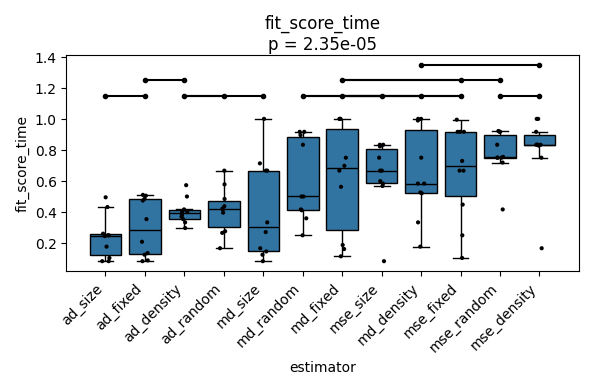 fit_score_time
p = 2.35e-05
fit_score_time
1.4
1.2
1.0
0.8
0.6
0.4
0.2
ad_size
ad_fixed
ad_density
ad_random
md_size
md_random
md_fixed
mse_size
md_density
mse_fixed
mse_random
mse_density
estimator